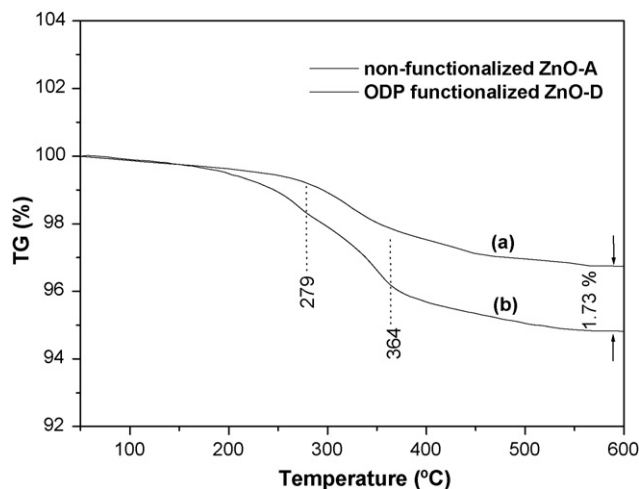 104
102
100
98
96
94
92
TG (%)
non-functionalized ZnO-A
ODP functionalized ZnO-D
(a)
(b)
279
364
1.73 %
100
200
300
400
500
600
Temperature (ºC)